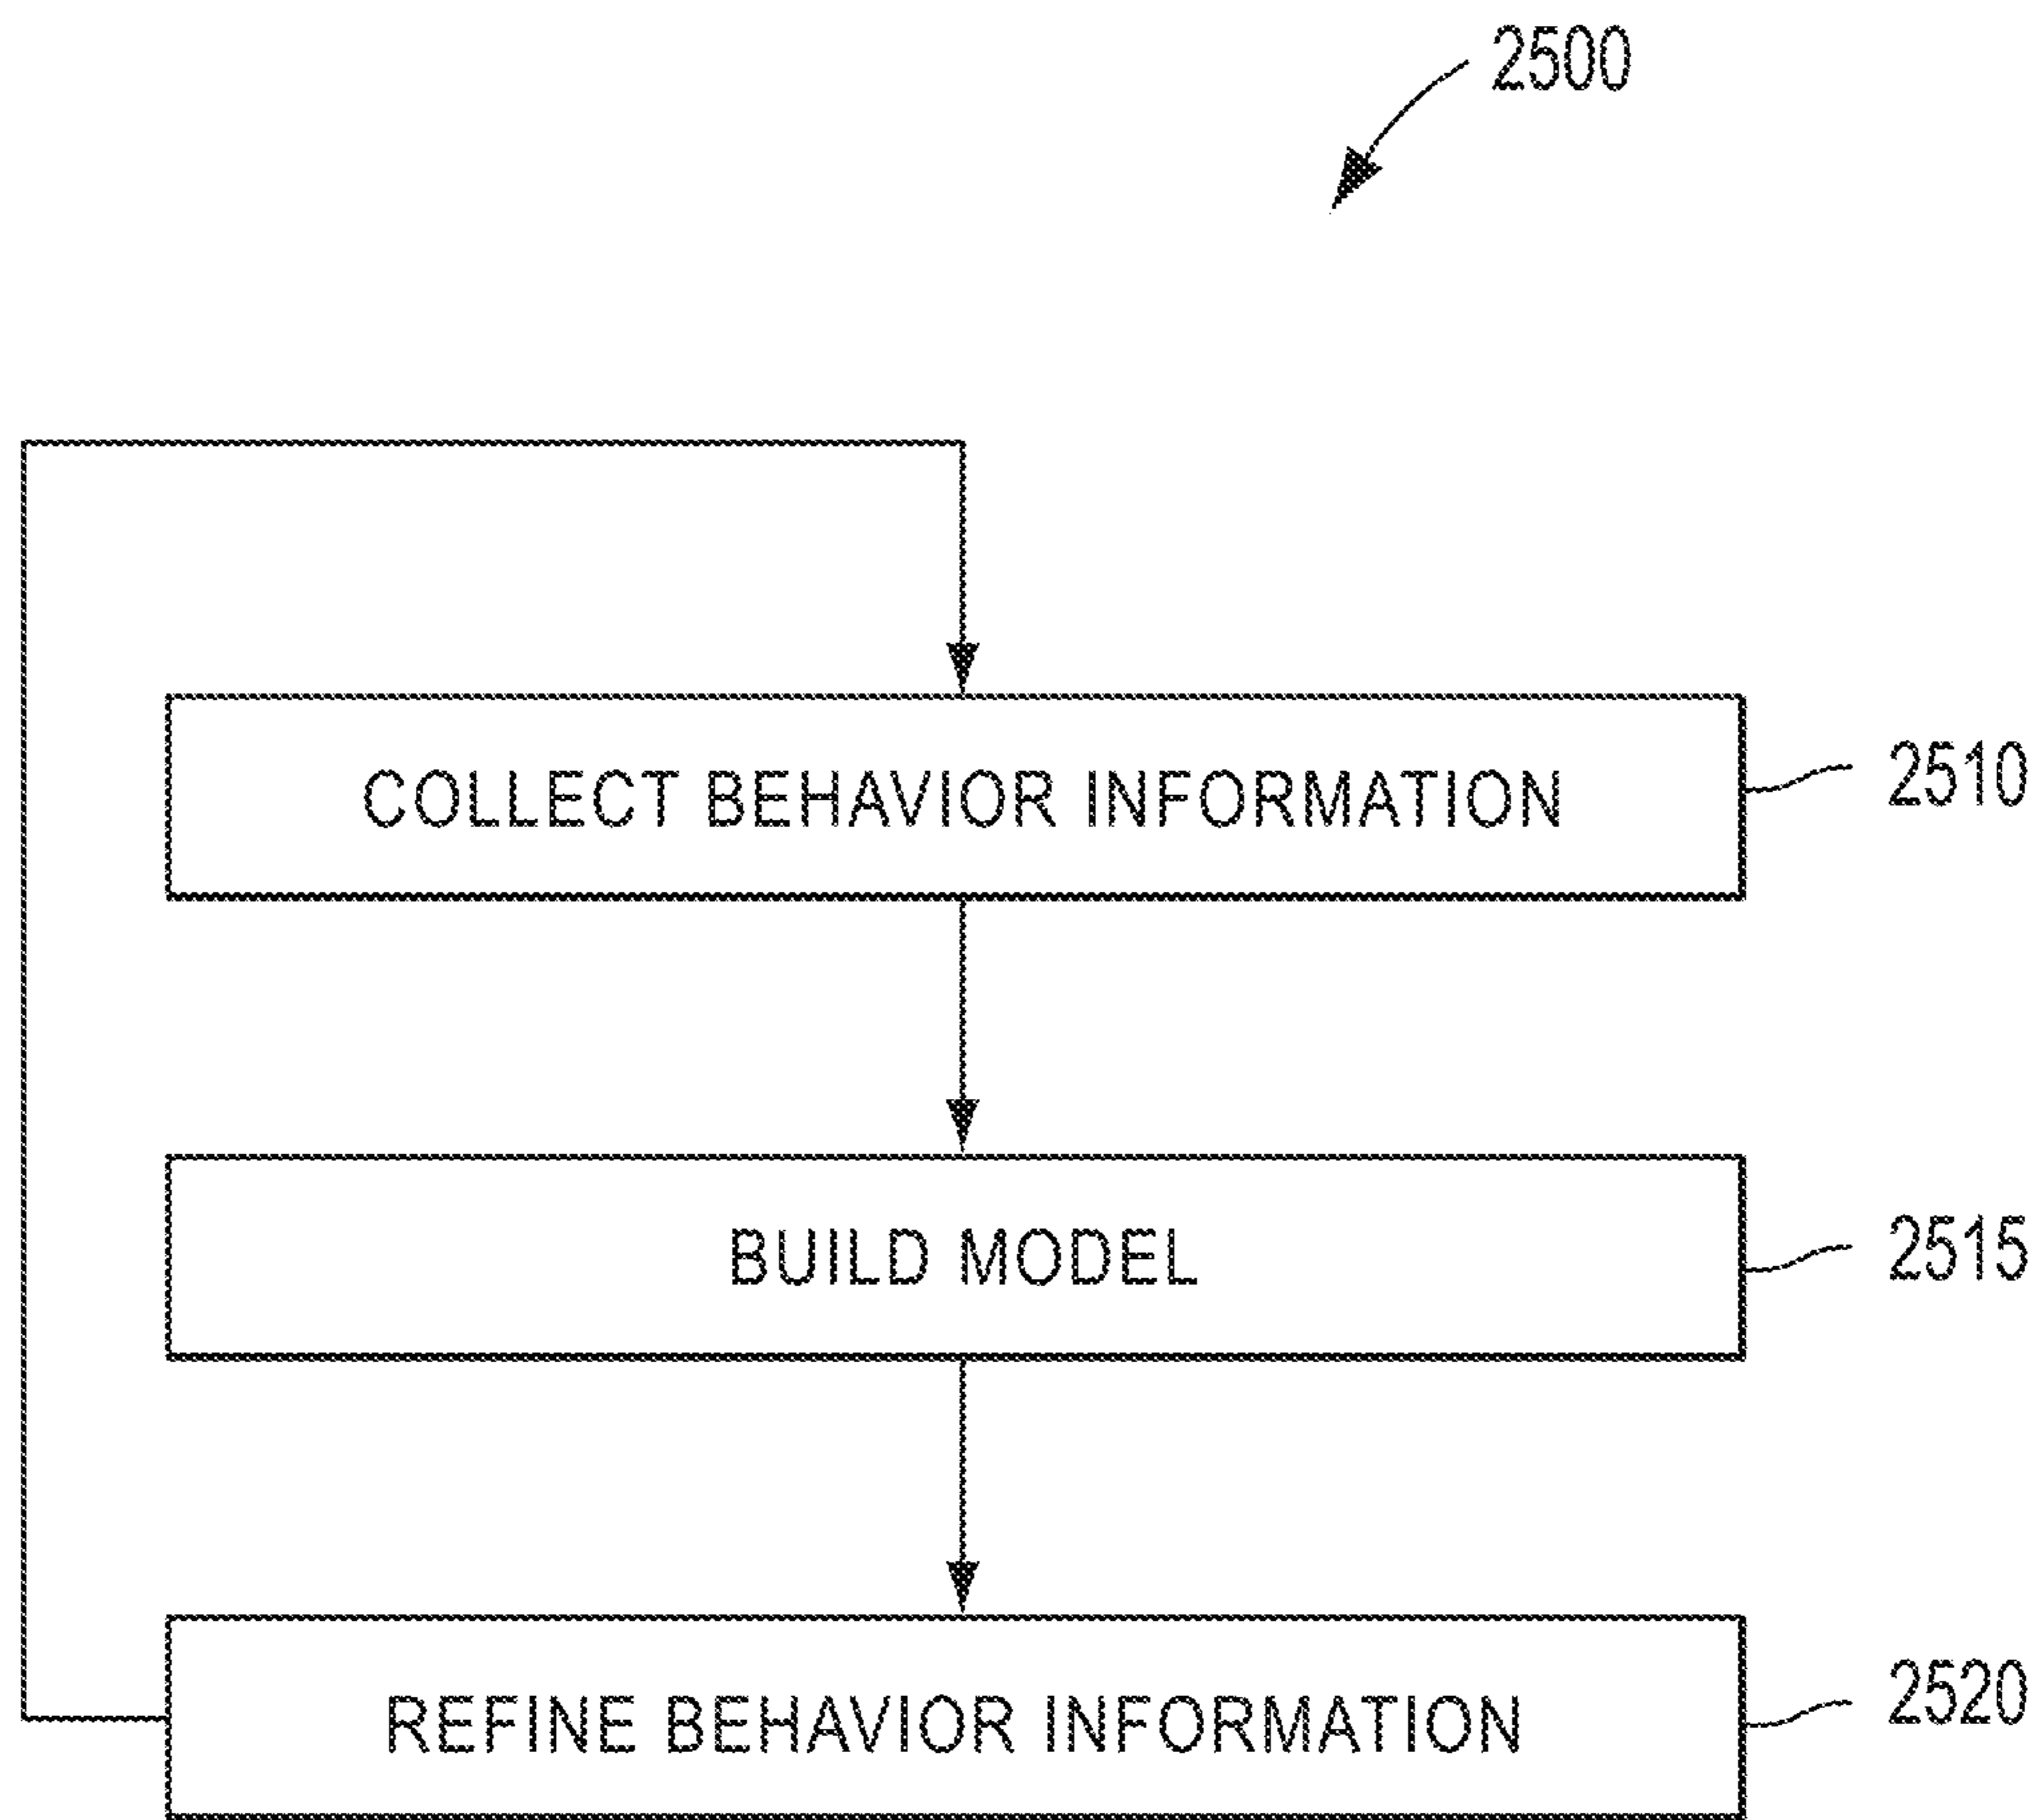 2500
COLLECT BEHAVIOR INFORMATION
2510
BUILD MODEL
2515
REFINE BEHAVIOR INFORMATION
2520